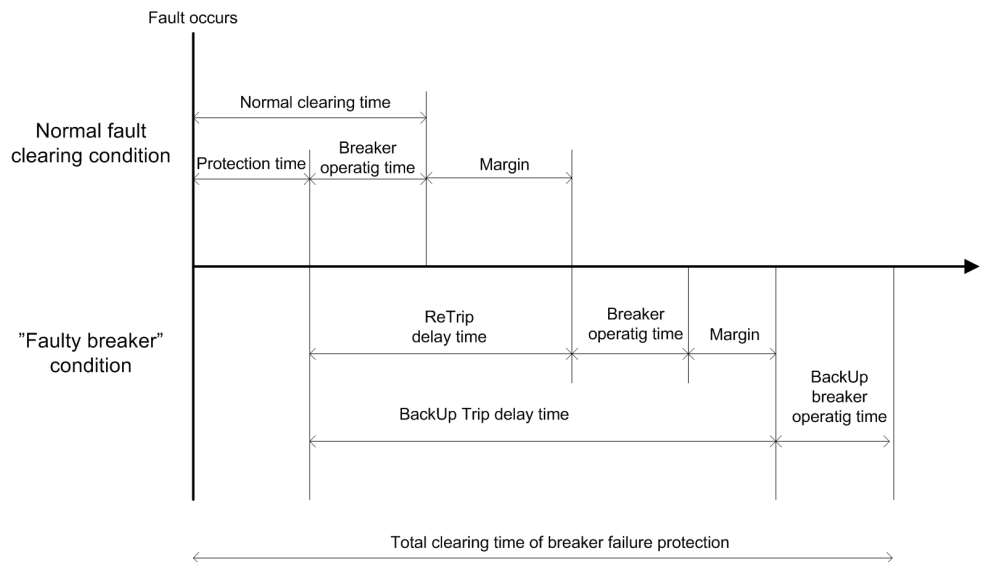 Fault occurs
Normal clearing time
Normal fault
clearing condition
Protection time
Breaker
operatig time
Margin
”Faulty breaker”
condition
ReTrip
delay time
Breaker
operatig time
Margin
BackUp Trip delay time
BackUp
breaker
operatig time
Total clearing time of breaker failure protection